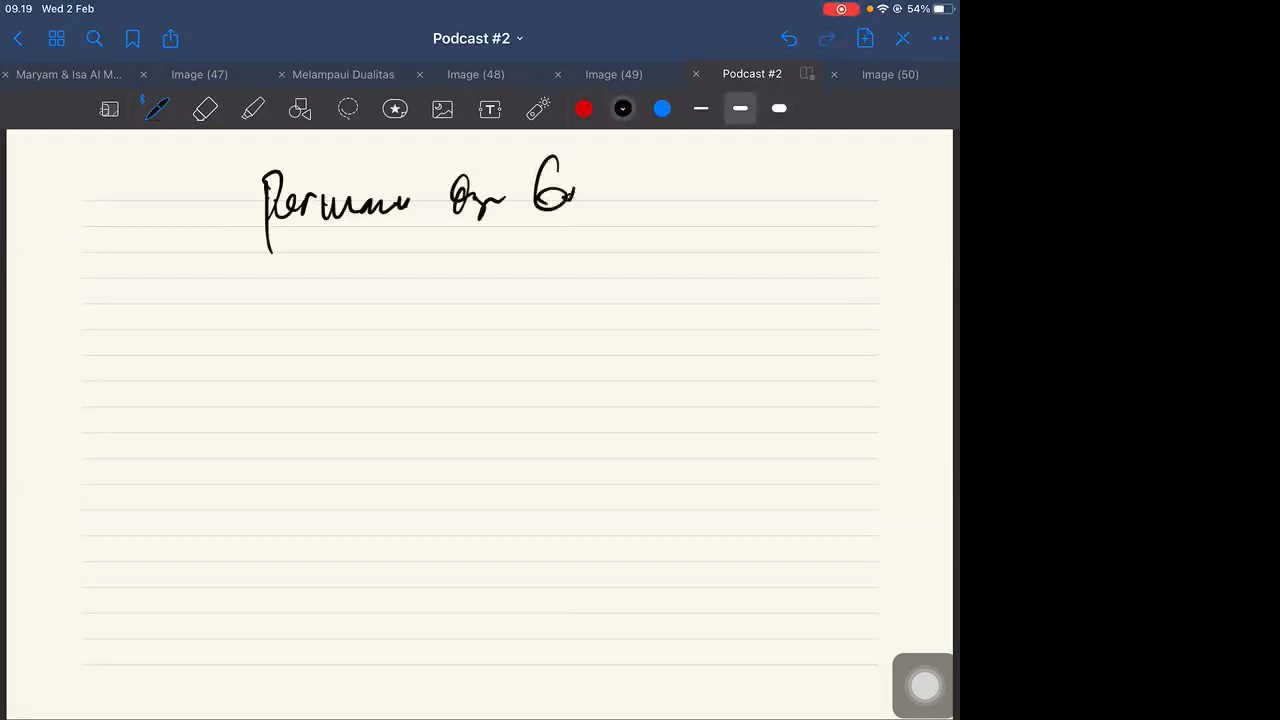 09.19 Wed 2 Feb 54%
Podcast #2
Maryam & Isa Al M... Image (47) Melampaui Dualitas Image (48) Image (49) Podcast #2 Image (50)
T